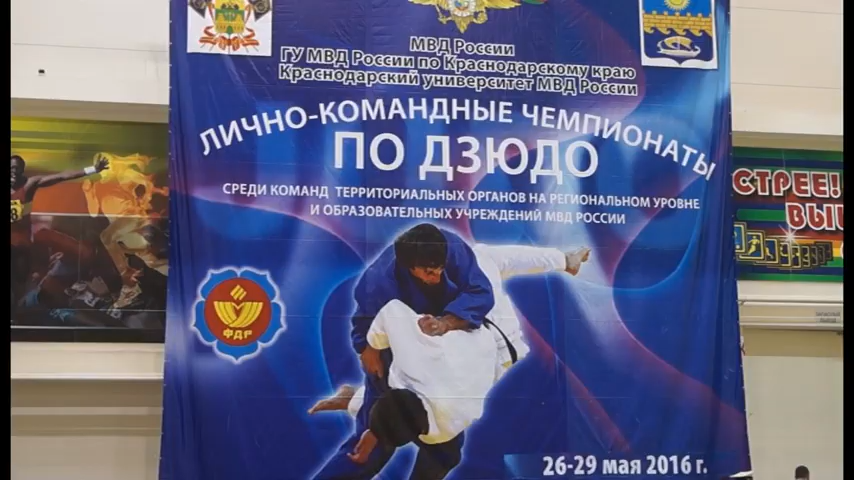 МВД России
ГУ МВД России по Краснодарскому краю
Краснодарский университет МВД России
ЛИЧНО-КОМАНДНЫЕ ЧЕМПИОНАТЫ
ПО ДЗЮДО
СРЕДИ КОМАНД ТЕРРИТОРИАЛЬНЫХ ОРГАНОВ НА РЕГИОНАЛЬНОМ УРОВНЕ
И ОБРАЗОВАТЕЛЬНЫХ УЧРЕЖДЕНИЙ МВД РОССИИ
ФДР
26-29 мая 2016 г.
СТРЕЕ!
ВЫШ